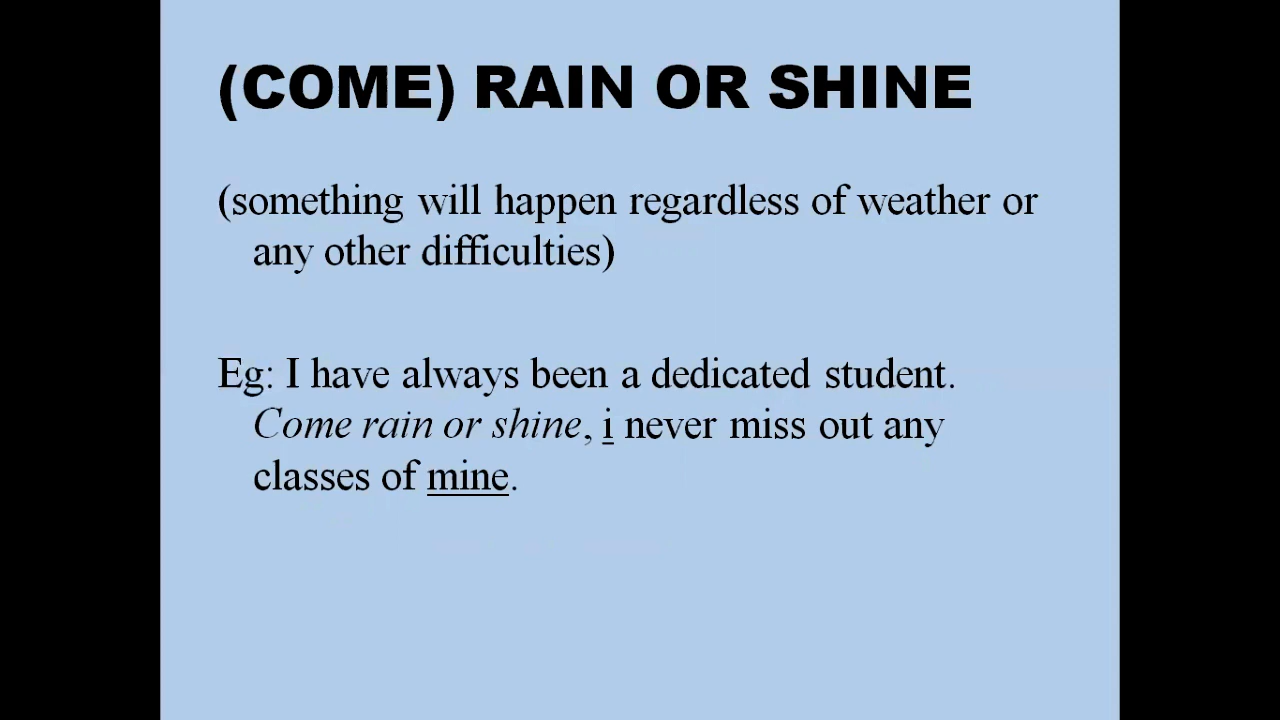 (COME) RAIN OR SHINE
(something will happen regardless of weather or
any other difficulties)
Eg: I have always been a dedicated student.
Come rain or shine, i never miss out any
classes of mine.